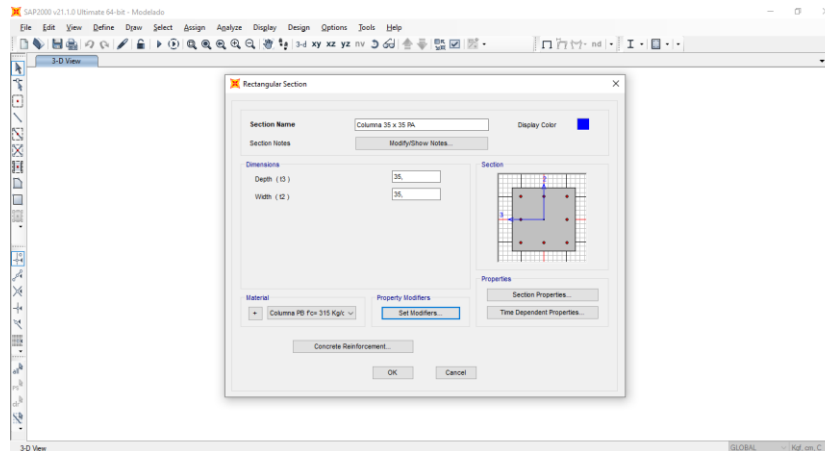 SAP2000 v21.1.0 Ultimate 64-bit - Modelado
File Edit View Define Draw Select Assign Analyze Display Design Options Tools Help
3-d xy xz yz nv
nd
3-D View
Rectangular Section
Section Name Columna 35 x 35 PA Display Color
Section Notes Modify/Show Notes...
Dimensions Section
Depth ( t3 ) 35,
Width ( t2 ) 35,
2
3
Properties
Section Properties...
Time Dependent Properties...
Material Property Modifiers
+ Columna PB f'c= 315 Kg/c Set Modifiers...
Concrete Reinforcement...
OK Cancel
3-D View GLOBAL